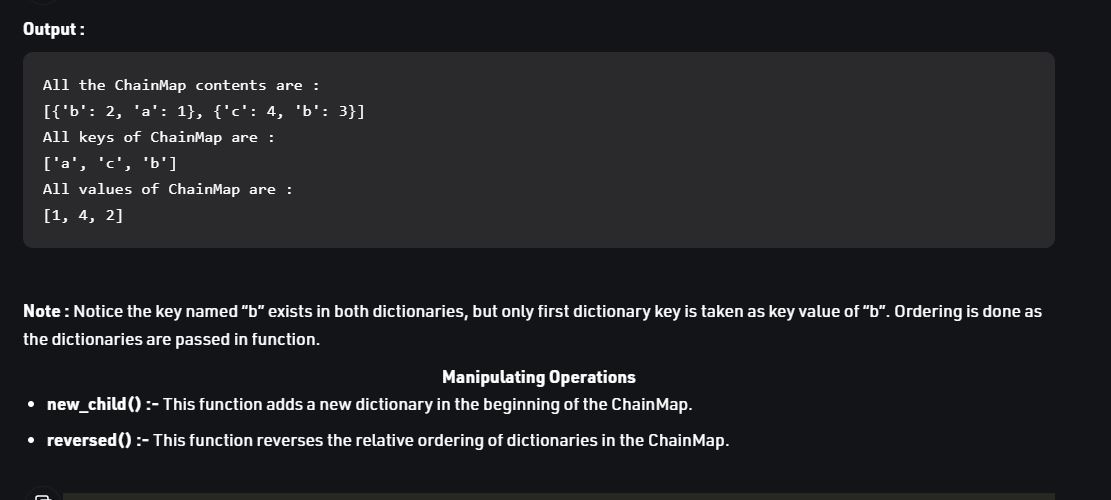 Output :
All the ChainMap contents are :
[{'b': 2, 'a': 1}, {'c': 4, 'b': 3}]
All keys of ChainMap are :
['a', 'c', 'b']
All values of ChainMap are :
[1, 4, 2]
Note : Notice the key named “b” exists in both dictionaries, but only first dictionary key is taken as key value of “b”. Ordering is done as
the dictionaries are passed in function.
Manipulating Operations
• new_child() :- This function adds a new dictionary in the beginning of the ChainMap.
• reversed() :- This function reverses the relative ordering of dictionaries in the ChainMap.